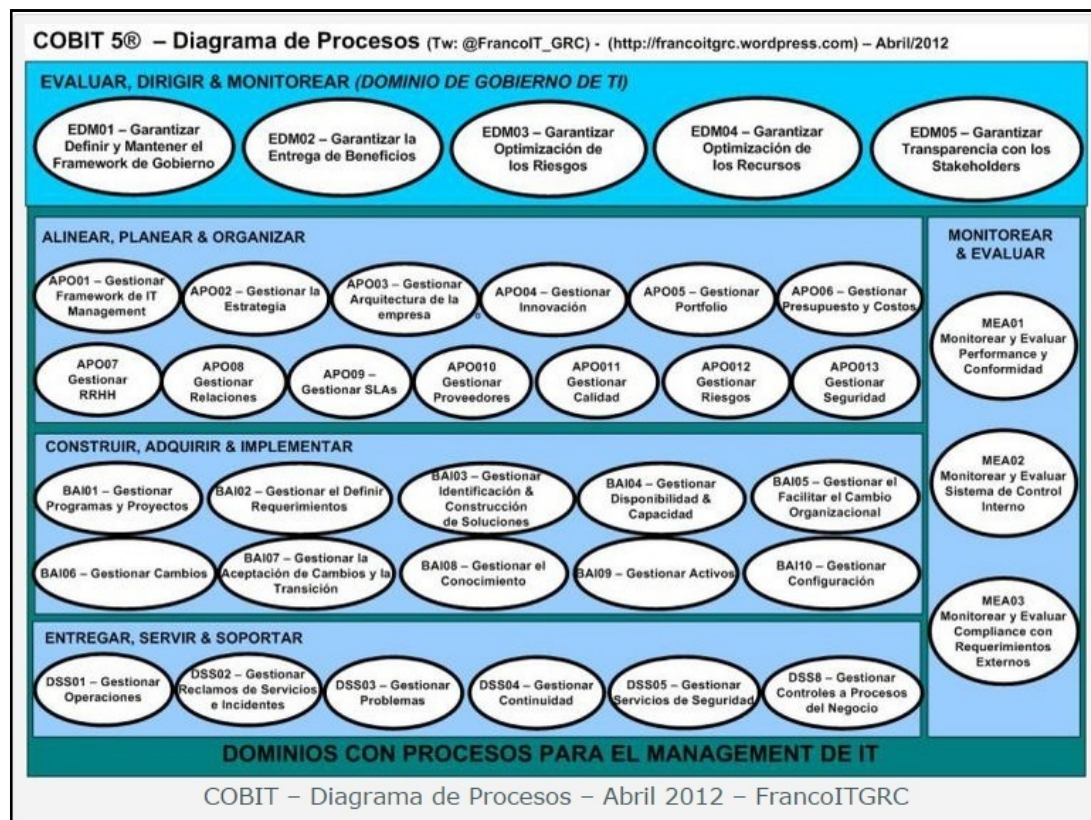 COBIT 5® – Diagrama de Procesos (Tw: @FrancoIT_GRC) - (http://francoitgrc.wordpress.com) – Abril/2012
EVALUAR, DIRIGIR & MONITOREAR (DOMINIO DE GOBIERNO DE TI)
EDM01 – Garantizar
Definir y Mantener el
Framework de Gobierno
EDM02 – Garantizar la
Entrega de Beneficios
EDM03 – Garantizar
Optimización de
los Riesgos
EDM04 – Garantizar
Optimización de
los Recursos
EDM05 – Garantizar
Transparencia con los
Stakeholders
ALINEAR, PLANEAR & ORGANIZAR
APO01 – Gestionar
Framework de IT
Management
APO02 – Gestionar la
Estrategia
APO03 – Gestionar
Arquitectura de la
empresa
APO04 – Gestionar
Innovación
APO05 – Gestionar
Portfolio
APO06 – Gestionar
Presupuesto y Costos
APO07
Gestionar
RRHH
APO08
Gestionar
Relaciones
APO09 –
Gestionar SLAs
APO010
Gestionar
Proveedores
APO011
Gestionar
Calidad
APO012
Gestionar
Riesgos
APO013
Gestionar
Seguridad
CONSTRUIR, ADQUIRIR & IMPLEMENTAR
BAI01 – Gestionar
Programas y Proyectos
BAI02 – Gestionar el Definir
Requerimientos
BAI03 – Gestionar
Identificación &
Construcción
de Soluciones
BAI04 – Gestionar
Disponibilidad &
Capacidad
BAI05 – Gestionar el
Facilitar el Cambio
Organizacional
BAI06 – Gestionar Cambios
BAI07 – Gestionar la
Aceptación de Cambios y la
Transición
BAI08 – Gestionar el
Conocimiento
BAI09 – Gestionar Activos
BAI10 – Gestionar
Configuración
ENTREGAR, SERVIR & SOPORTAR
DSS01 – Gestionar
Operaciones
DSS02 – Gestionar
Reclamos de Servicios
e Incidentes
DSS03 – Gestionar
Problemas
DSS04 – Gestionar
Continuidad
DSS05 – Gestionar
Servicios de Seguridad
DSS8 – Gestionar
Controles a Procesos
del Negocio
MONITOREAR
& EVALUAR
MEA01
Monitorear y Evaluar
Performance y
Conformidad
MEA02
Monitorear y Evaluar
Sistema de Control
Interno
MEA03
Monitorear y Evaluar
Compliance con
Requerimientos
Externos
DOMINIOS CON PROCESOS PARA EL MANAGEMENT DE IT
COBIT – Diagrama de Procesos – Abril 2012 – FrancoITGRC